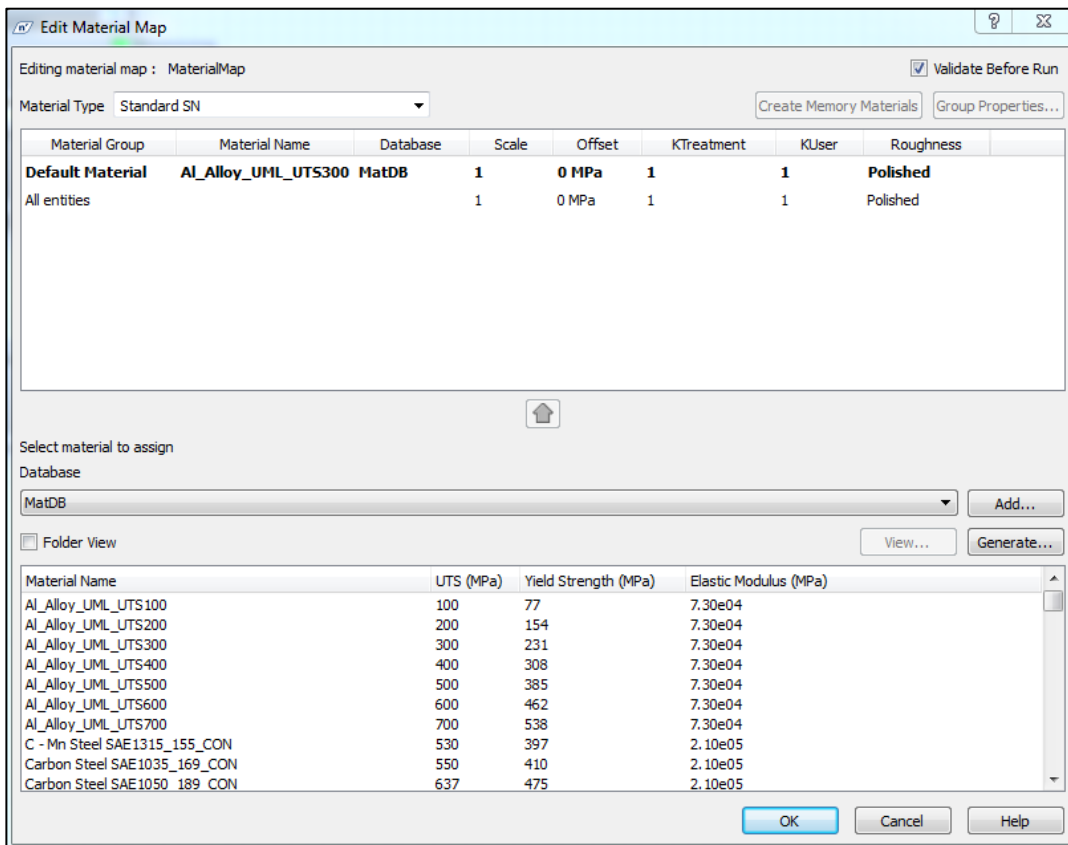 Edit Material Map
Editing material map : MaterialMap Validate Before Run
Material Type Standard SN Create Memory Materials Group Properties...
Material Group Material Name Database Scale Offset KTreatment KUser Roughness
Default Material Al_Alloy_UML_UTS300 MatDB 1 0 MPa 1 1 Polished
All entities 1 0 MPa 1 1 Polished
Select material to assign
Database
MatDB Add...
Folder View View... Generate...
Material Name UTS (MPa) Yield Strength (MPa) Elastic Modulus (MPa)
Al_Alloy_UML_UTS100 100 77 7.30e04
Al_Alloy_UML_UTS200 200 154 7.30e04
Al_Alloy_UML_UTS300 300 231 7.30e04
Al_Alloy_UML_UTS400 400 308 7.30e04
Al_Alloy_UML_UTS500 500 385 7.30e04
Al_Alloy_UML_UTS600 600 462 7.30e04
Al_Alloy_UML_UTS700 700 538 7.30e04
C - Mn Steel SAE1315_155_CON 530 397 2.10e05
Carbon Steel SAE1035_169_CON 550 410 2.10e05
Carbon Steel SAE1050_189_CON 637 475 2.10e05
OK Cancel Help